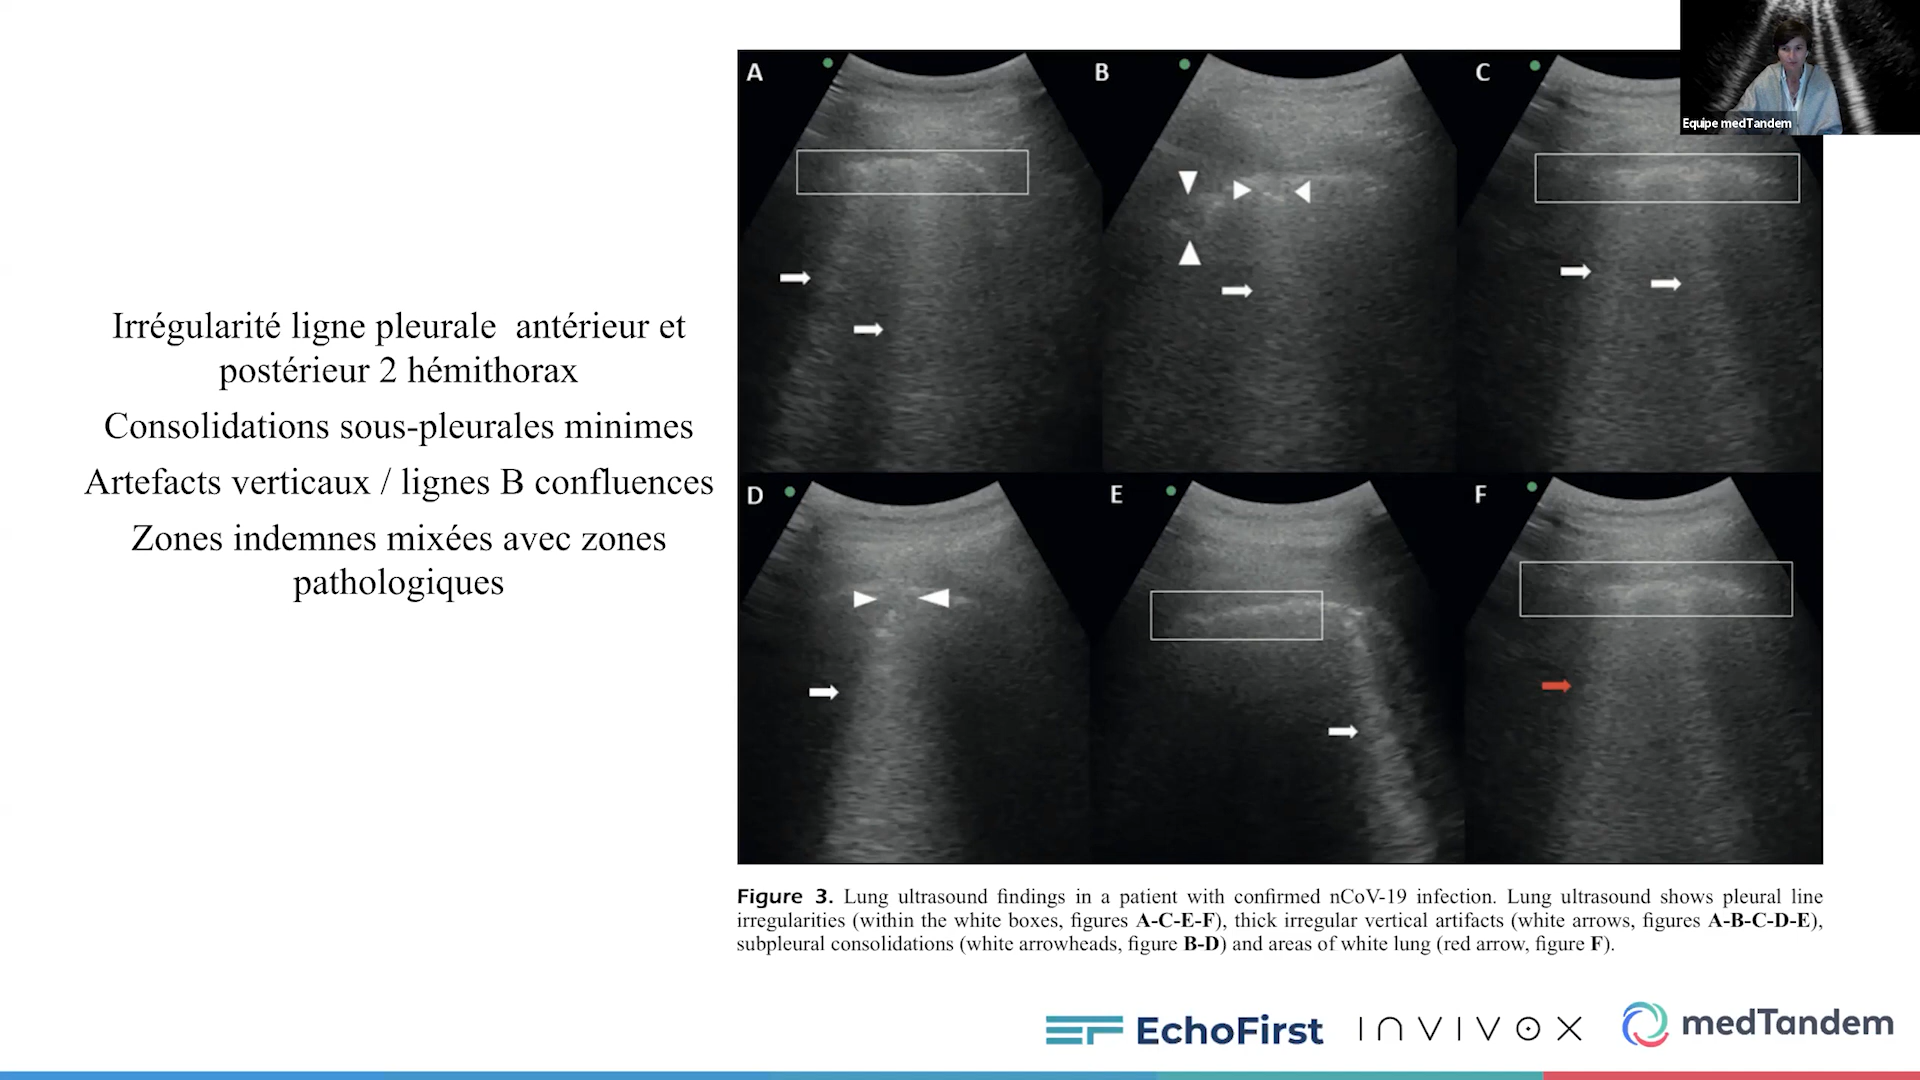 A
B
C
Equipe medTandem
Irrégularité ligne pleurale antérieur et
postérieur 2 hémithorax
Consolidations sous-pleurales minimes
Artefacts verticaux / lignes B confluences
Zones indemnes mixées avec zones
pathologiques
D
E
F
Figure 3. Lung ultrasound findings in a patient with confirmed nCoV-19 infection. Lung ultrasound shows pleural line
irregularities (within the white boxes, figures A-C-E-F), thick irregular vertical artifacts (white arrows, figures A-B-C-D-E),
subpleural consolidations (white arrowheads, figure B-D) and areas of white lung (red arrow, figure F).
EchoFirst
INVIVOX
medTandem